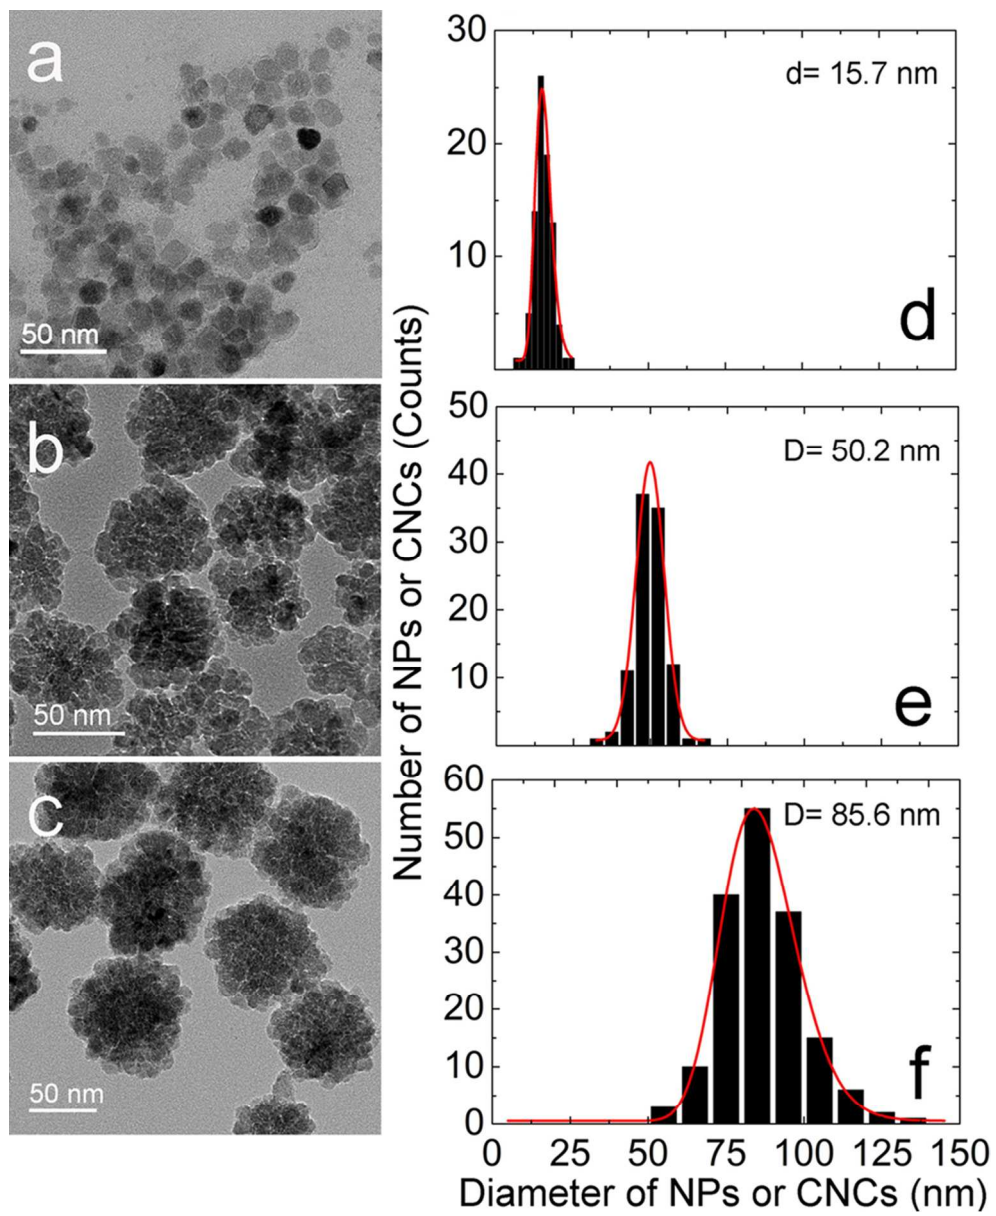 a
50 nm
b
50 nm
c
50 nm
Number of NPs or CNCs (Counts)
30
20
10
d= 15.7 nm
d
50
40
30
20
10
D= 50.2 nm
e
60
50
40
30
20
10
0
D= 85.6 nm
f
0 25 50 75 100 125 150
Diameter of NPs or CNCs (nm)